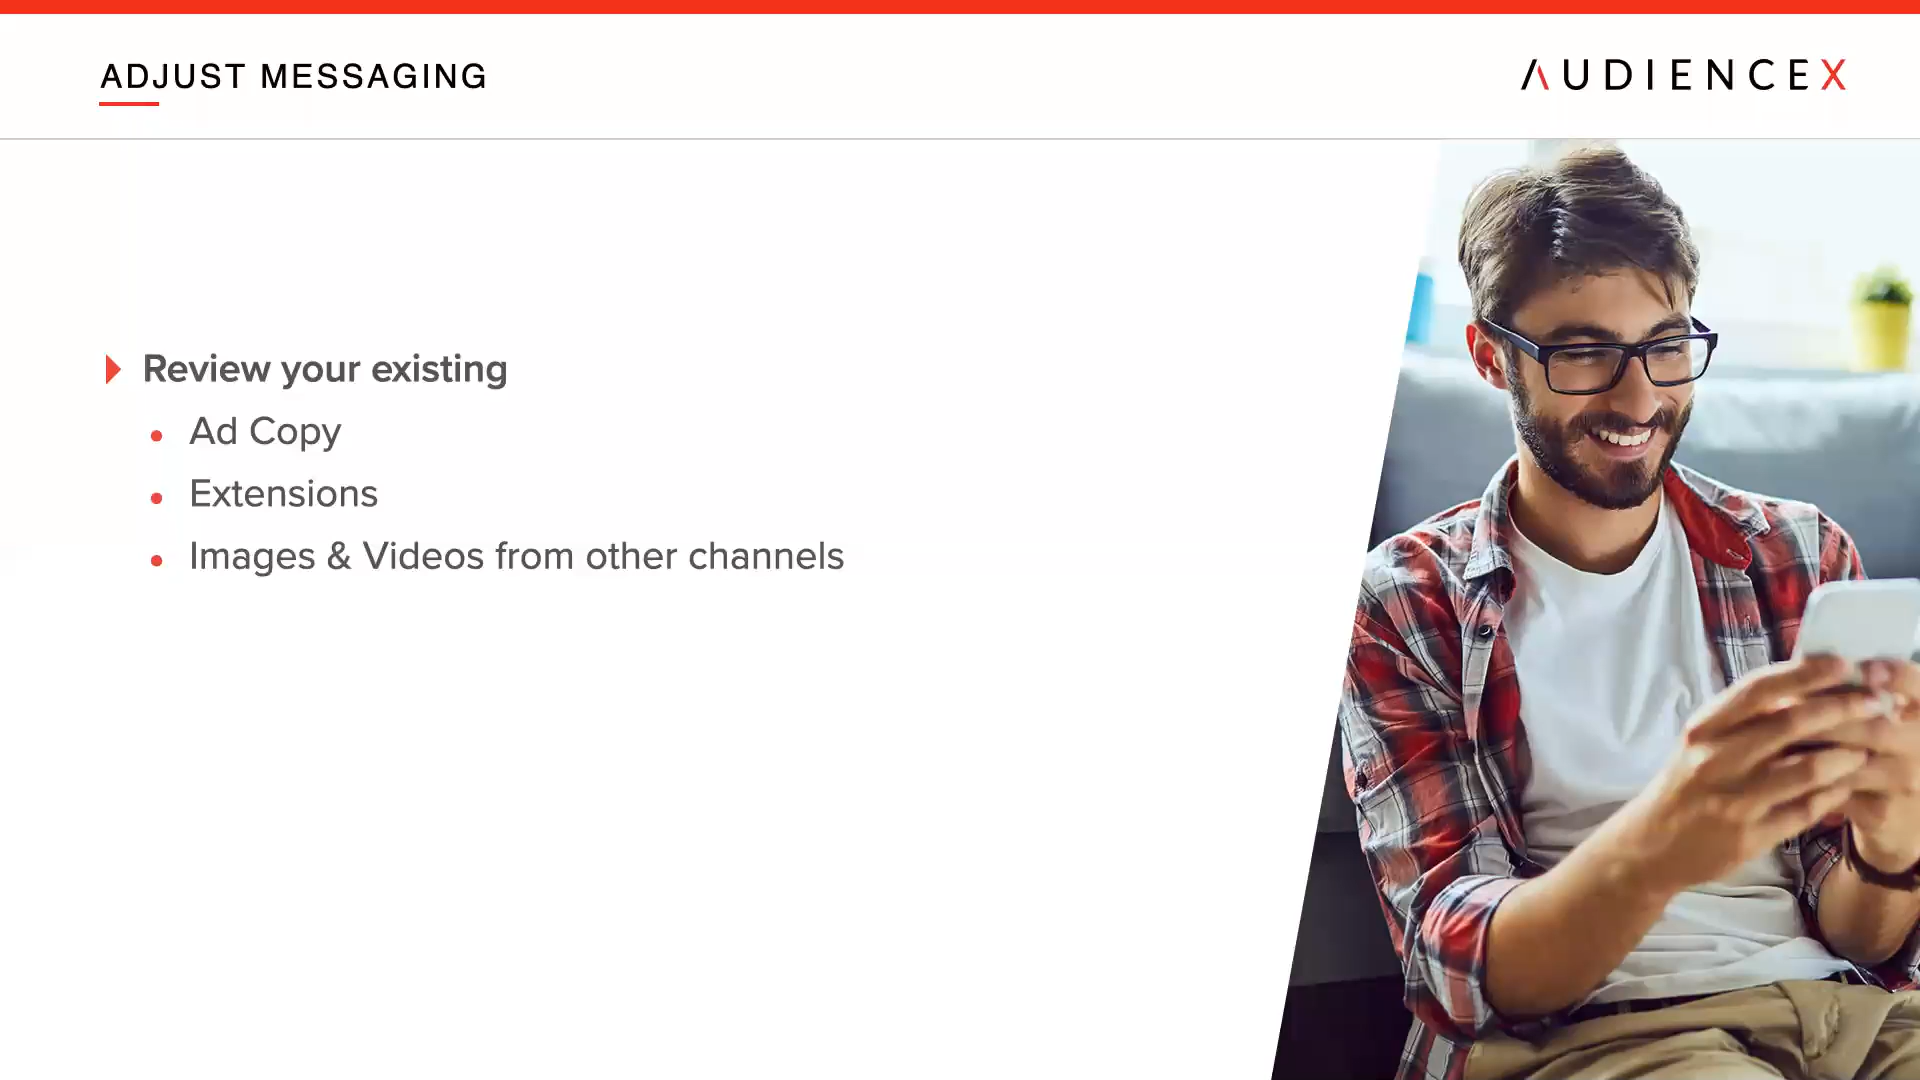 ADJUST MESSAGING
AUDIENCEX
Review your existing
Ad Copy
Extensions
Images & Videos from other channels